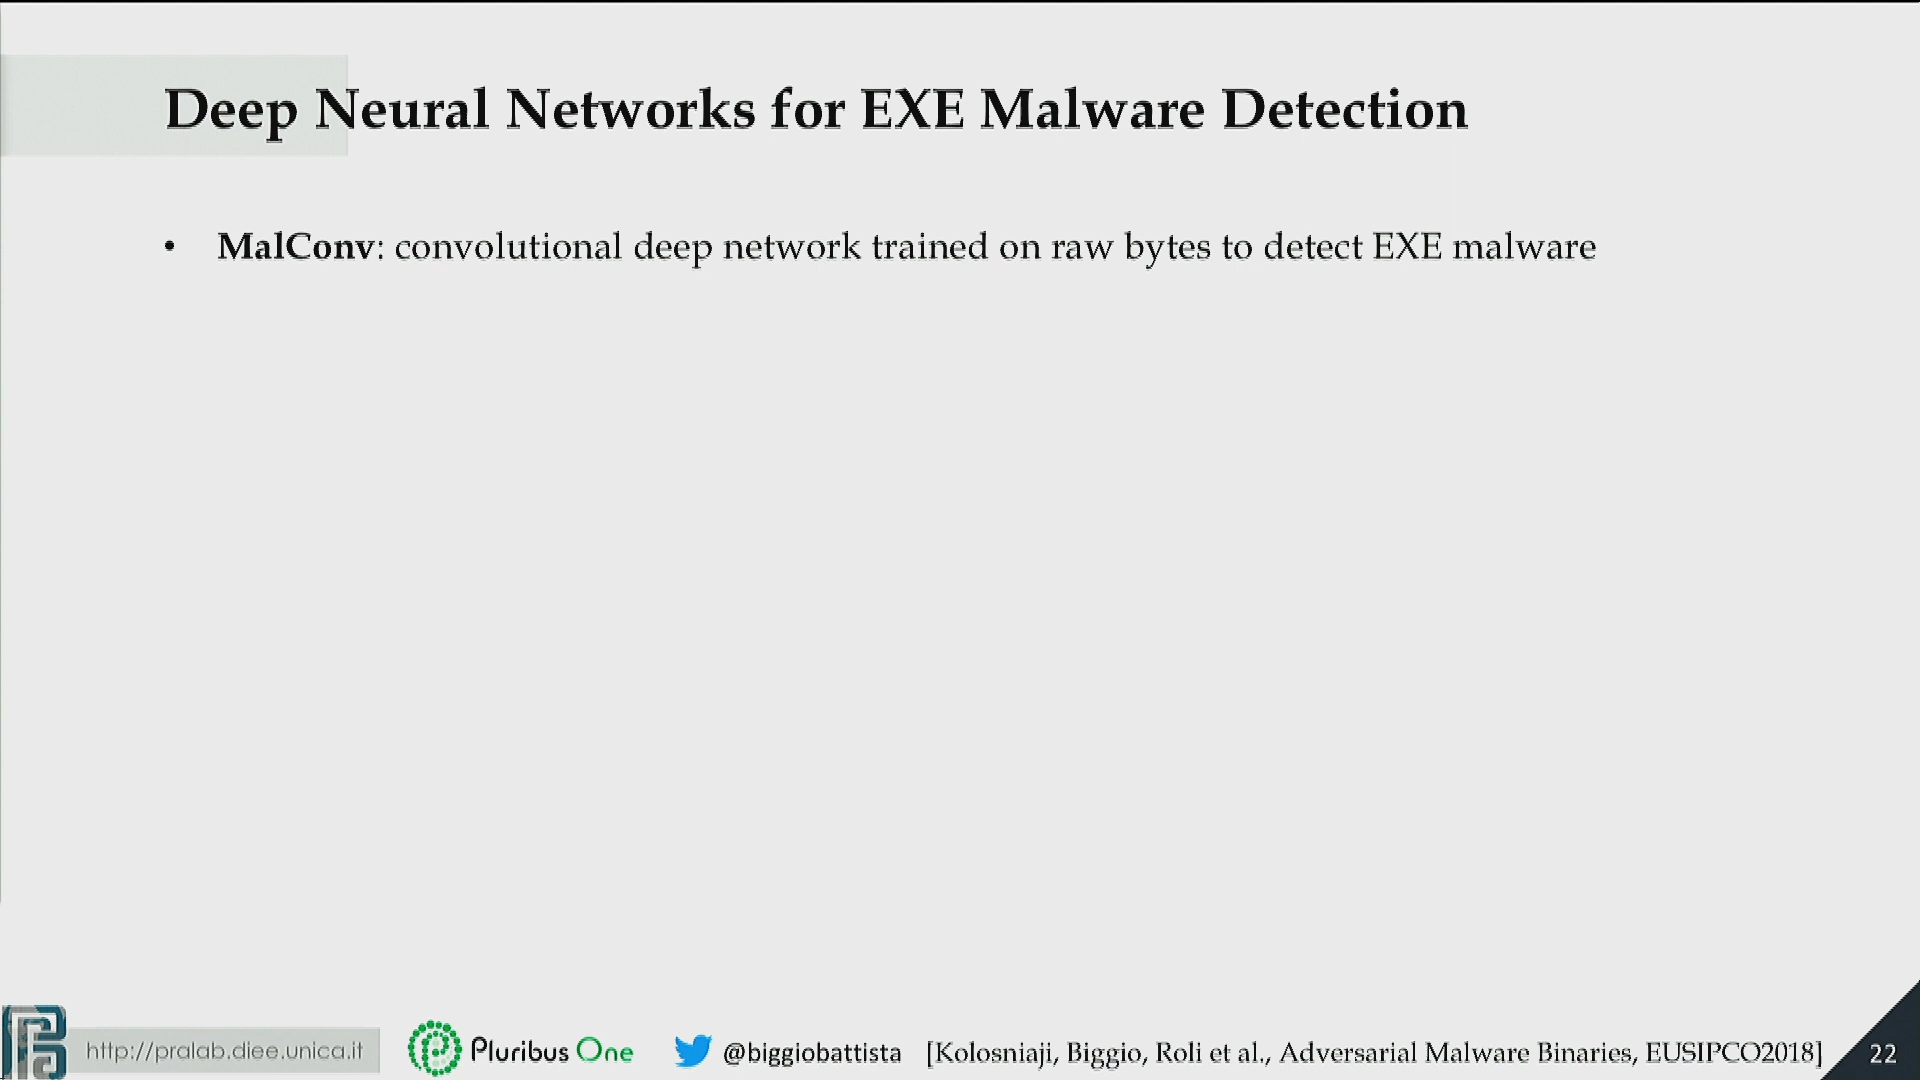 Deep Neural Networks for EXE Malware Detection
• MalConv: convolutional deep network trained on raw bytes to detect EXE malware
http://pralab.diee.unica.it
Pluribus One
@biggiobattista
[Kolosniaji, Biggio, Roli et al., Adversarial Malware Binaries, EUSIPCO2018]
22